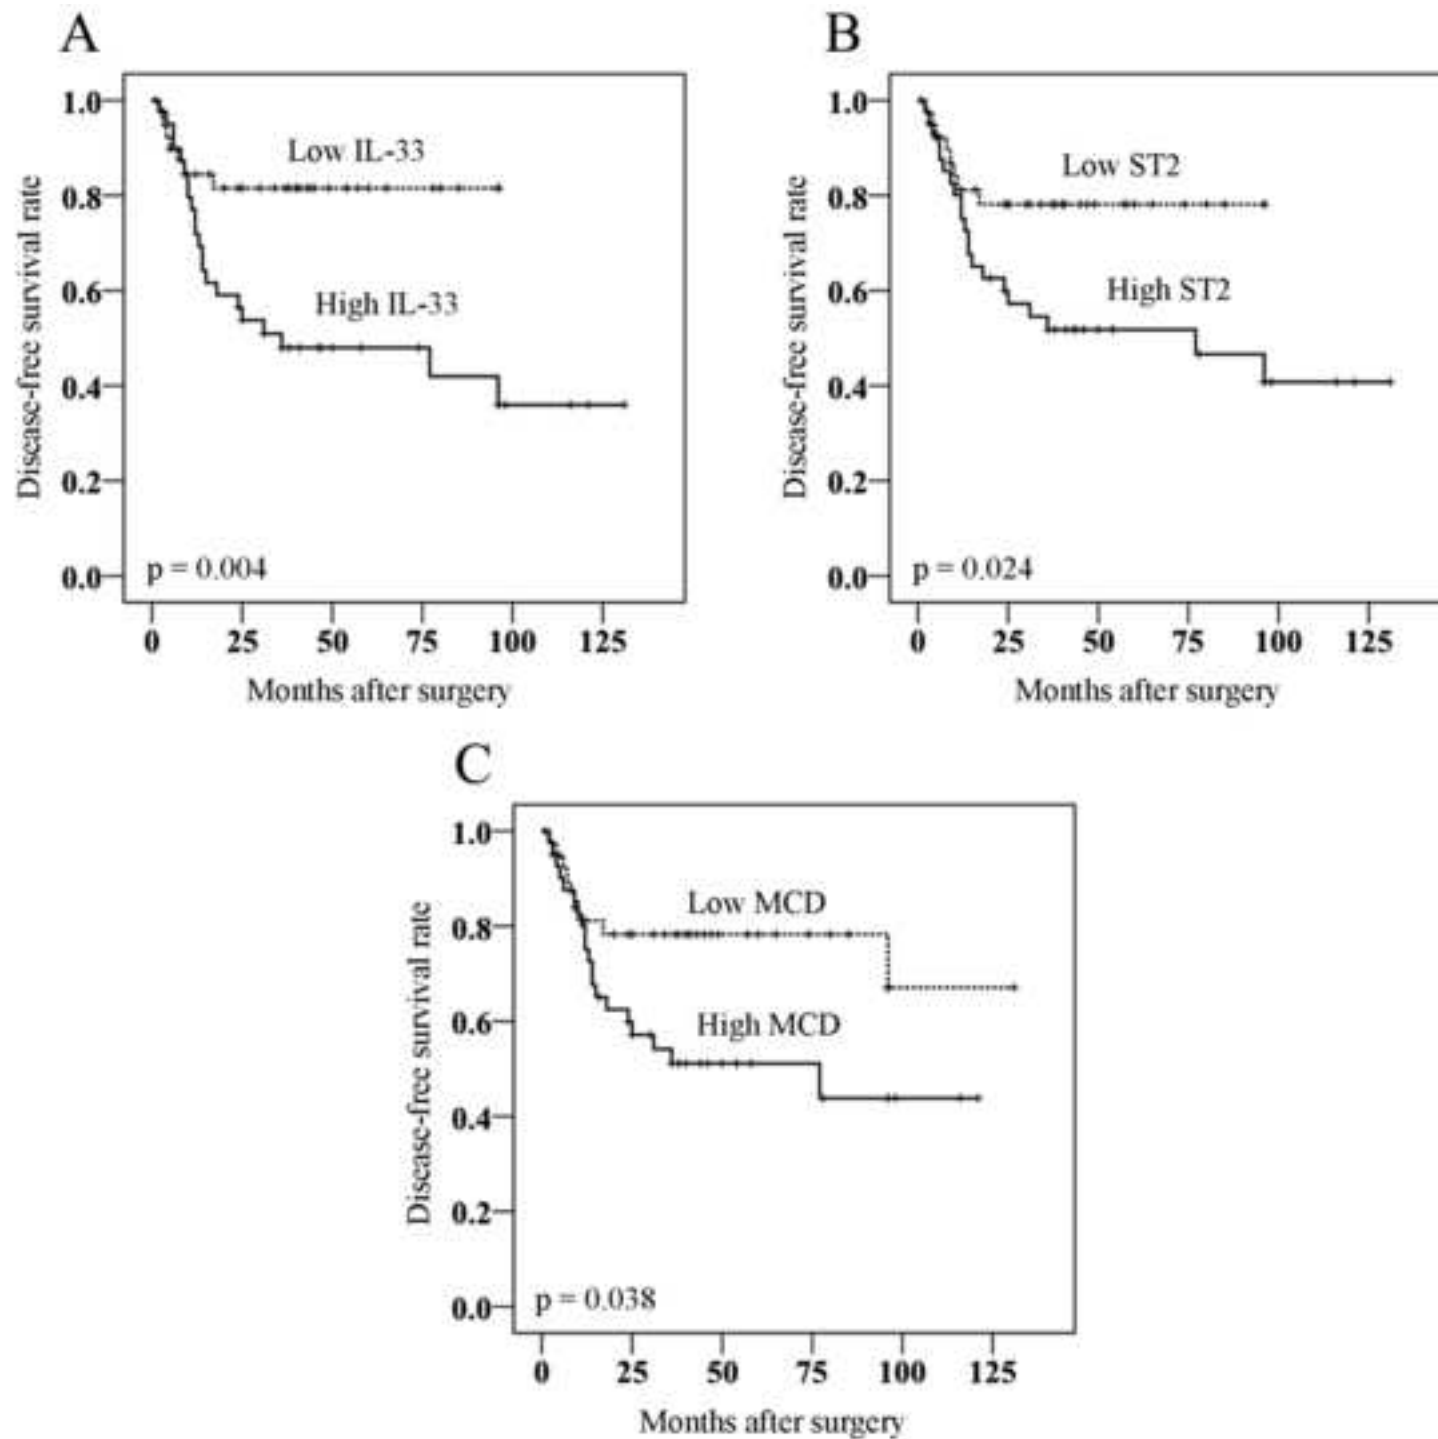 A
Disease-free survival rate
1.0
0.8
0.6
0.4
0.2
0.0
Low IL-33
High IL-33
p = 0.004
0 25 50 75 100 125
Months after surgery
B
Disease-free survival rate
1.0
0.8
0.6
0.4
0.2
0.0
Low ST2
High ST2
p = 0.024
0 25 50 75 100 125
Months after surgery
C
Disease-free survival rate
1.0
0.8
0.6
0.4
0.2
0.0
Low MCD
High MCD
p = 0.038
0 25 50 75 100 125
Months after surgery